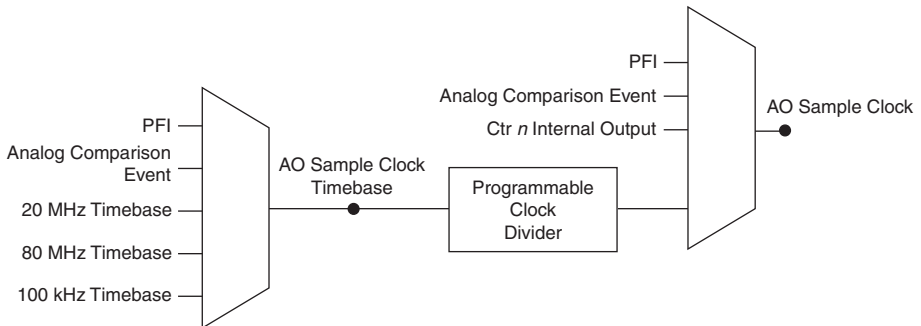 PFI
Analog Comparison Event
Ctr n Internal Output
AO Sample Clock
PFI
Analog Comparison
Event
20 MHz Timebase
80 MHz Timebase
100 kHz Timebase
AO Sample Clock
Timebase
Programmable
Clock
Divider